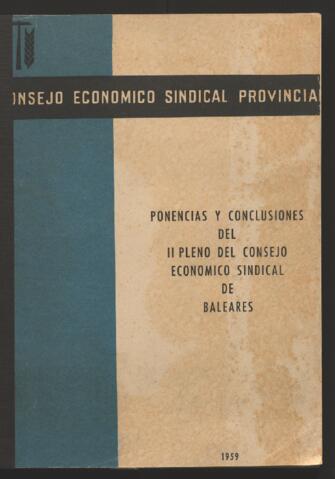 ONSEJO ECONOMICO SINDICAL PROVINCIA
PONENCIAS Y CONCLUSIONES
DEL
II PLENO DEL CONSEJO
ECONOMICO SINDICAL
DE
BALEARES
1959